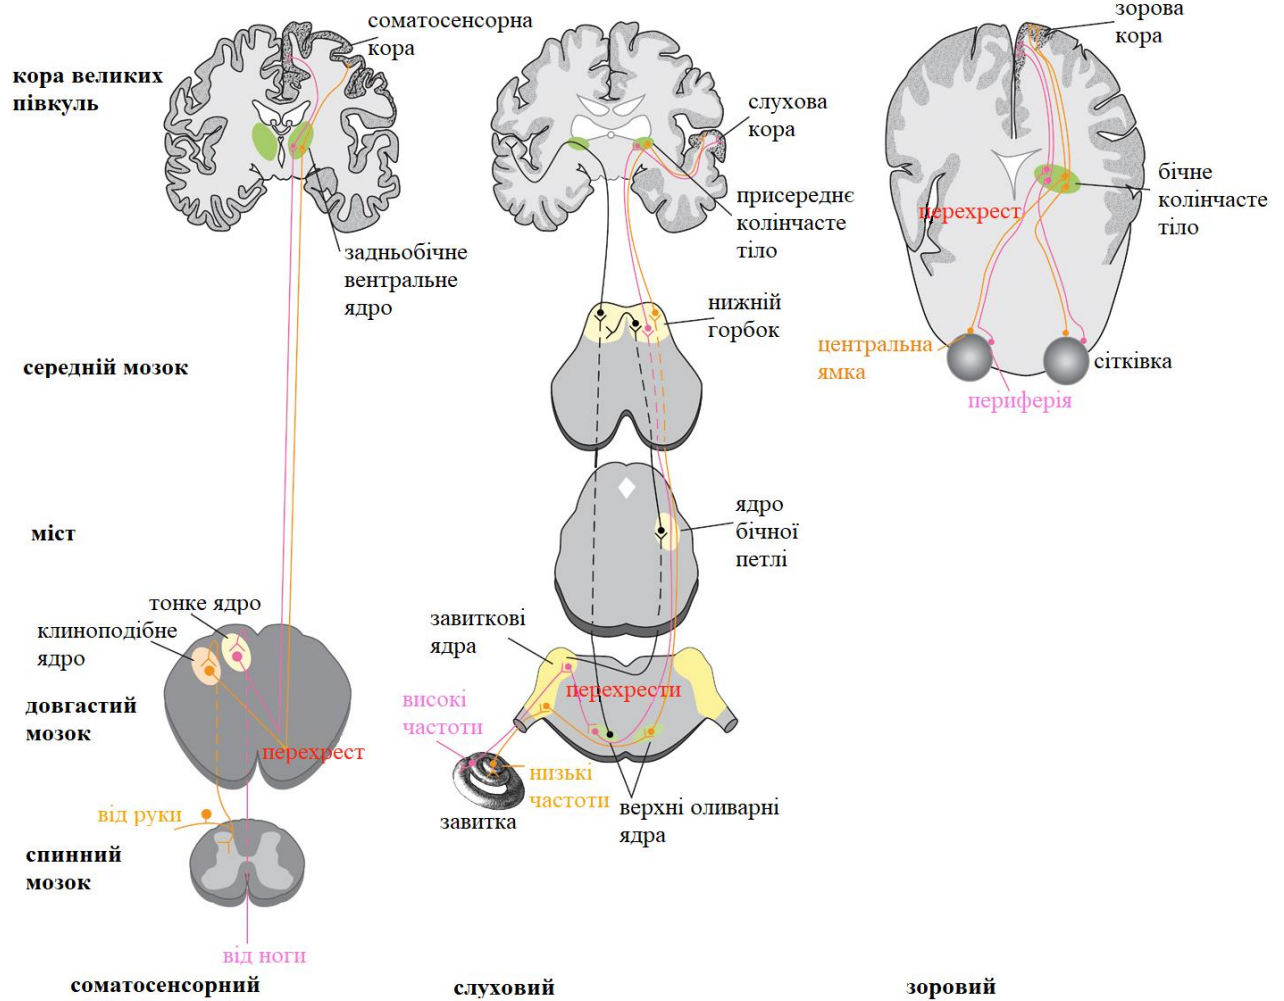 соматосенсорна
кора
кора великих
півкуль
задньобічне
вентральне
ядро
слухова
кора
присереднє
колінчасте
тіло
зорова
кора
бічне
колінчасте
тіло
перехрест
нижній
горбок
середній мозок
центральна
ямка
сітківка
периферія
міст
ядро
бічної
петлі
тонке ядро
клиноподібне
ядро
довгастий
мозок
перехрест
завиткові
ядра
перехрести
високі
частоти
низькі
частоти
завитка
верхні оливарні
ядра
від руки
спинний
мозок
від ноги
соматосенсорний
слуховий
зоровий